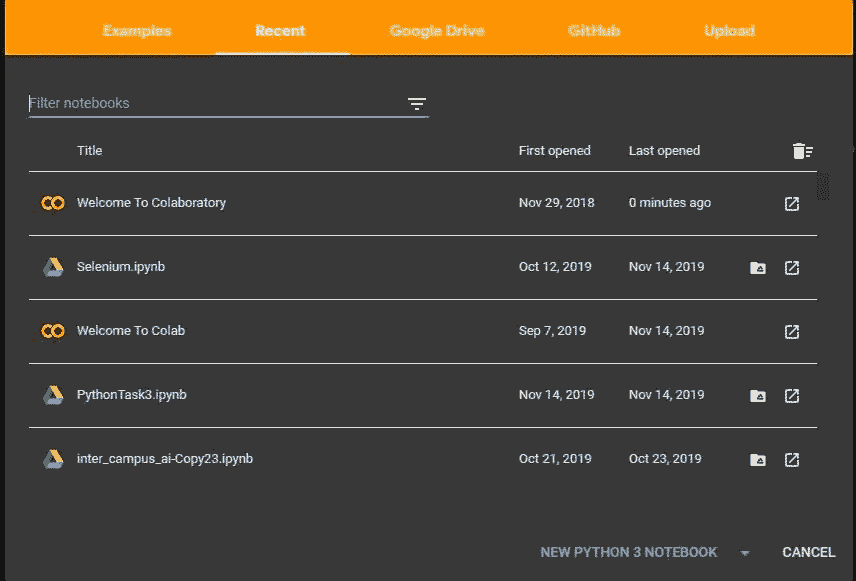 Examples Recent Google Drive GitHub Upload
Filter notebooks
Title First opened Last opened
Welcome To Colaboratory Nov 29, 2018 0 minutes ago
Selenium.ipynb Oct 12, 2019 Nov 14, 2019
Welcome To Colab Sep 7, 2019 Nov 14, 2019
PythonTask3.ipynb Nov 14, 2019 Nov 14, 2019
inter_campus_ai-Copy23.ipynb Oct 21, 2019 Oct 23, 2019
NEW PYTHON 3 NOTEBOOK CANCEL